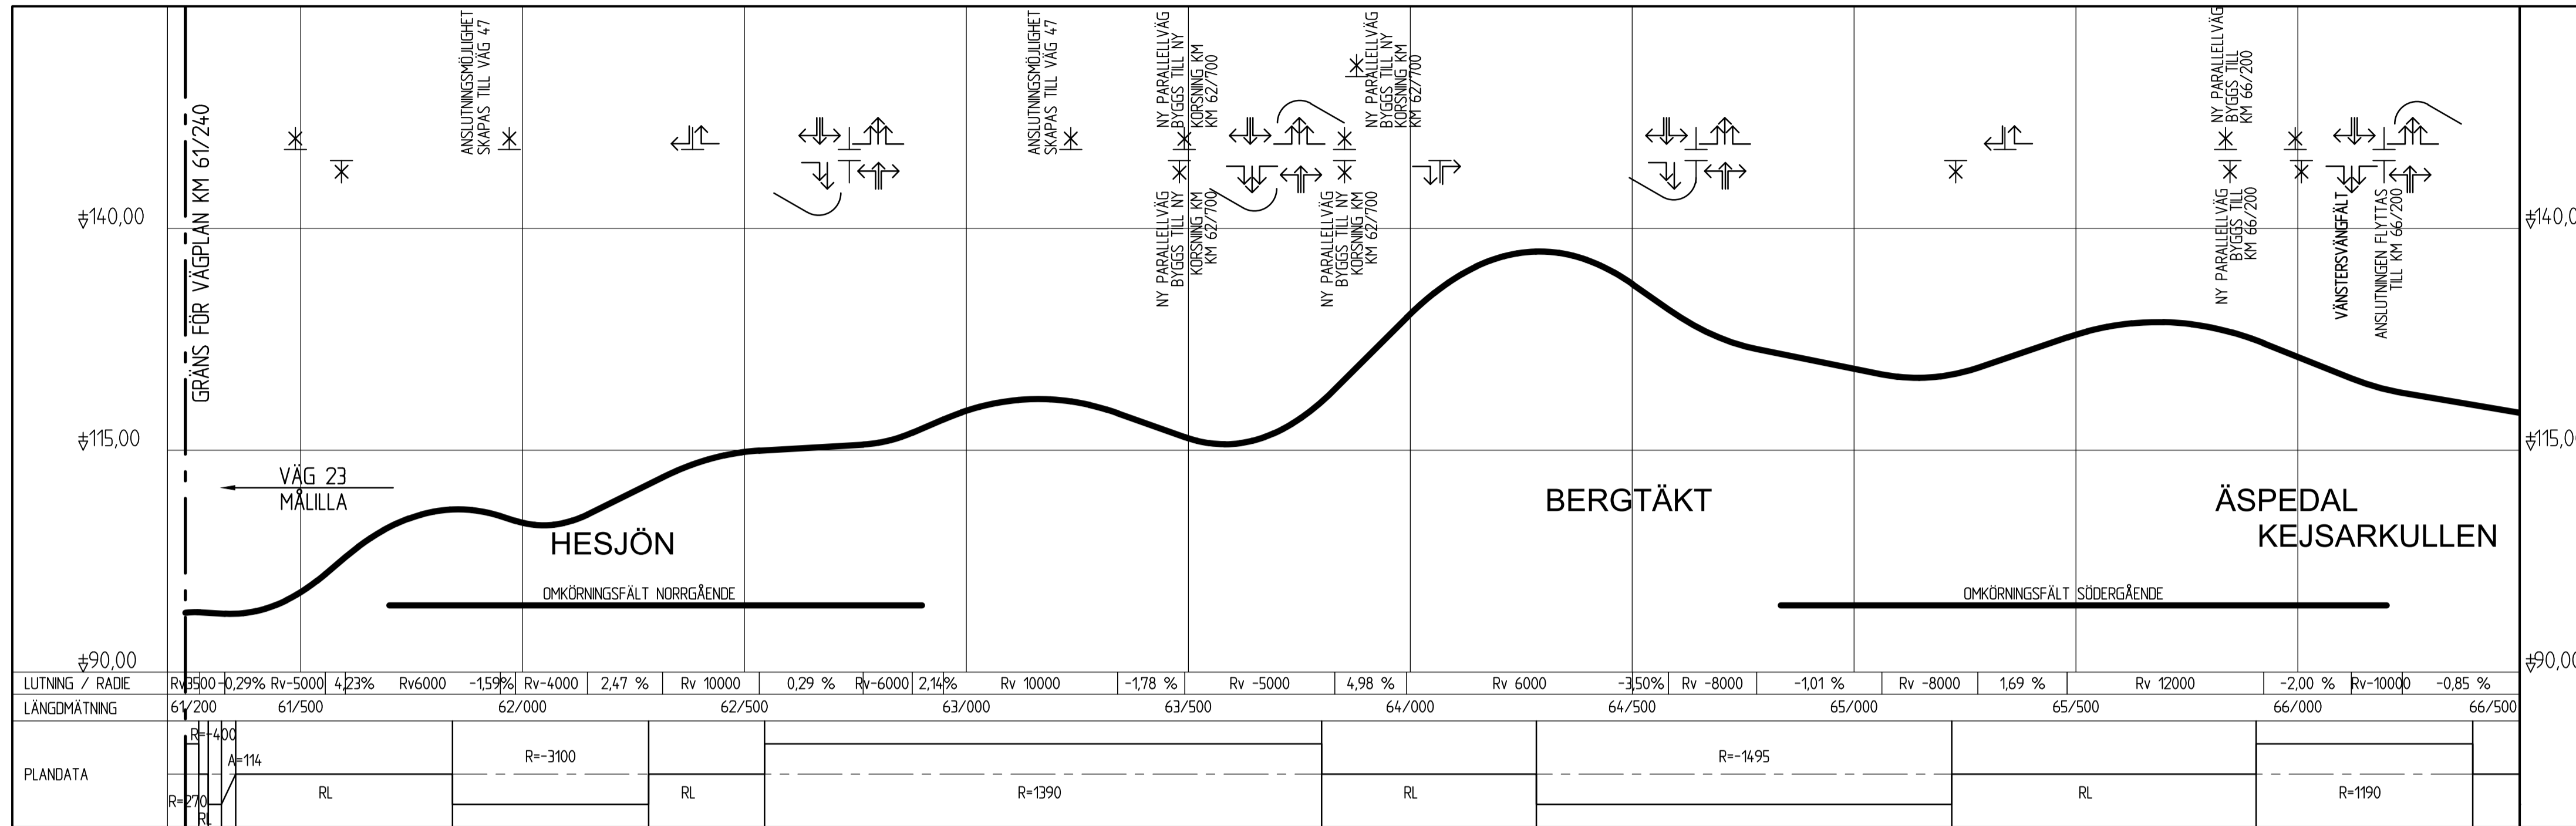 ANSLUTNINGSMÖJLIGHET
SKAPAS TILL VÄG 47
ANSLUTNINGSMÖJLIGHET
SKAPAS TILL VÄG 47
NY PARALLELLVÄG
BYGGS TILL NY
KORSNING KM
KM 62/700
NY PARALLELLVÄG
BYGGS TILL NY
KORSNING KM
KM 62/700
NY PARALLELLVÄG
BYGGS TILL
KM 66/200
GRÄNS FÖR VÄGPLAN KM 61/240
NY PARALLELLVÄG
BYGGS TILL NY
KORSNING KM
KM 62/700
NY PARALLELLVÄG
BYGGS TILL NY
KORSNING KM
KM 62/700
NY PARALLELLVÄG
BYGGS TILL
KM 66/200
VÄNSTERSVÄNGFÄLT
ANSLUTNINGEN FLYTTAS
TILL KM 66/200
±140,00
±140,0
±115,00
±115,0
VÄG 23
MÅLILLA
HESJÖN
BERGTÄKT
ÄSPEDAL
KEJSARKULLEN
OMKÖRNINGSFÄLT NORRGÅENDE
OMKÖRNINGSFÄLT SÖDERGÅENDE
±90,00
±90,00
LUTNING / RADIE Rv3500 -0,29% Rv-5000 4,23% Rv6000 -1,59% Rv-4000 2,47 % Rv 10000 0,29 % Rv-6000 2,14% Rv 10000 -1,78 % Rv -5000 4,98 % Rv 6000 -3,50% Rv -8000 -1,01 % Rv -8000 1,69 % Rv 12000 -2,00 % Rv-10000 -0,85 %
LÄNGDMÄTNING 61/200 61/500 62/000 62/500 63/000 63/500 64/000 64/500 65/000 65/500 66/000 66/500
PLANDATA
R=-400
A=114
R=-3100
R=-1495
R=270
RL
RL
RL
R=1390
RL
RL
R=1190